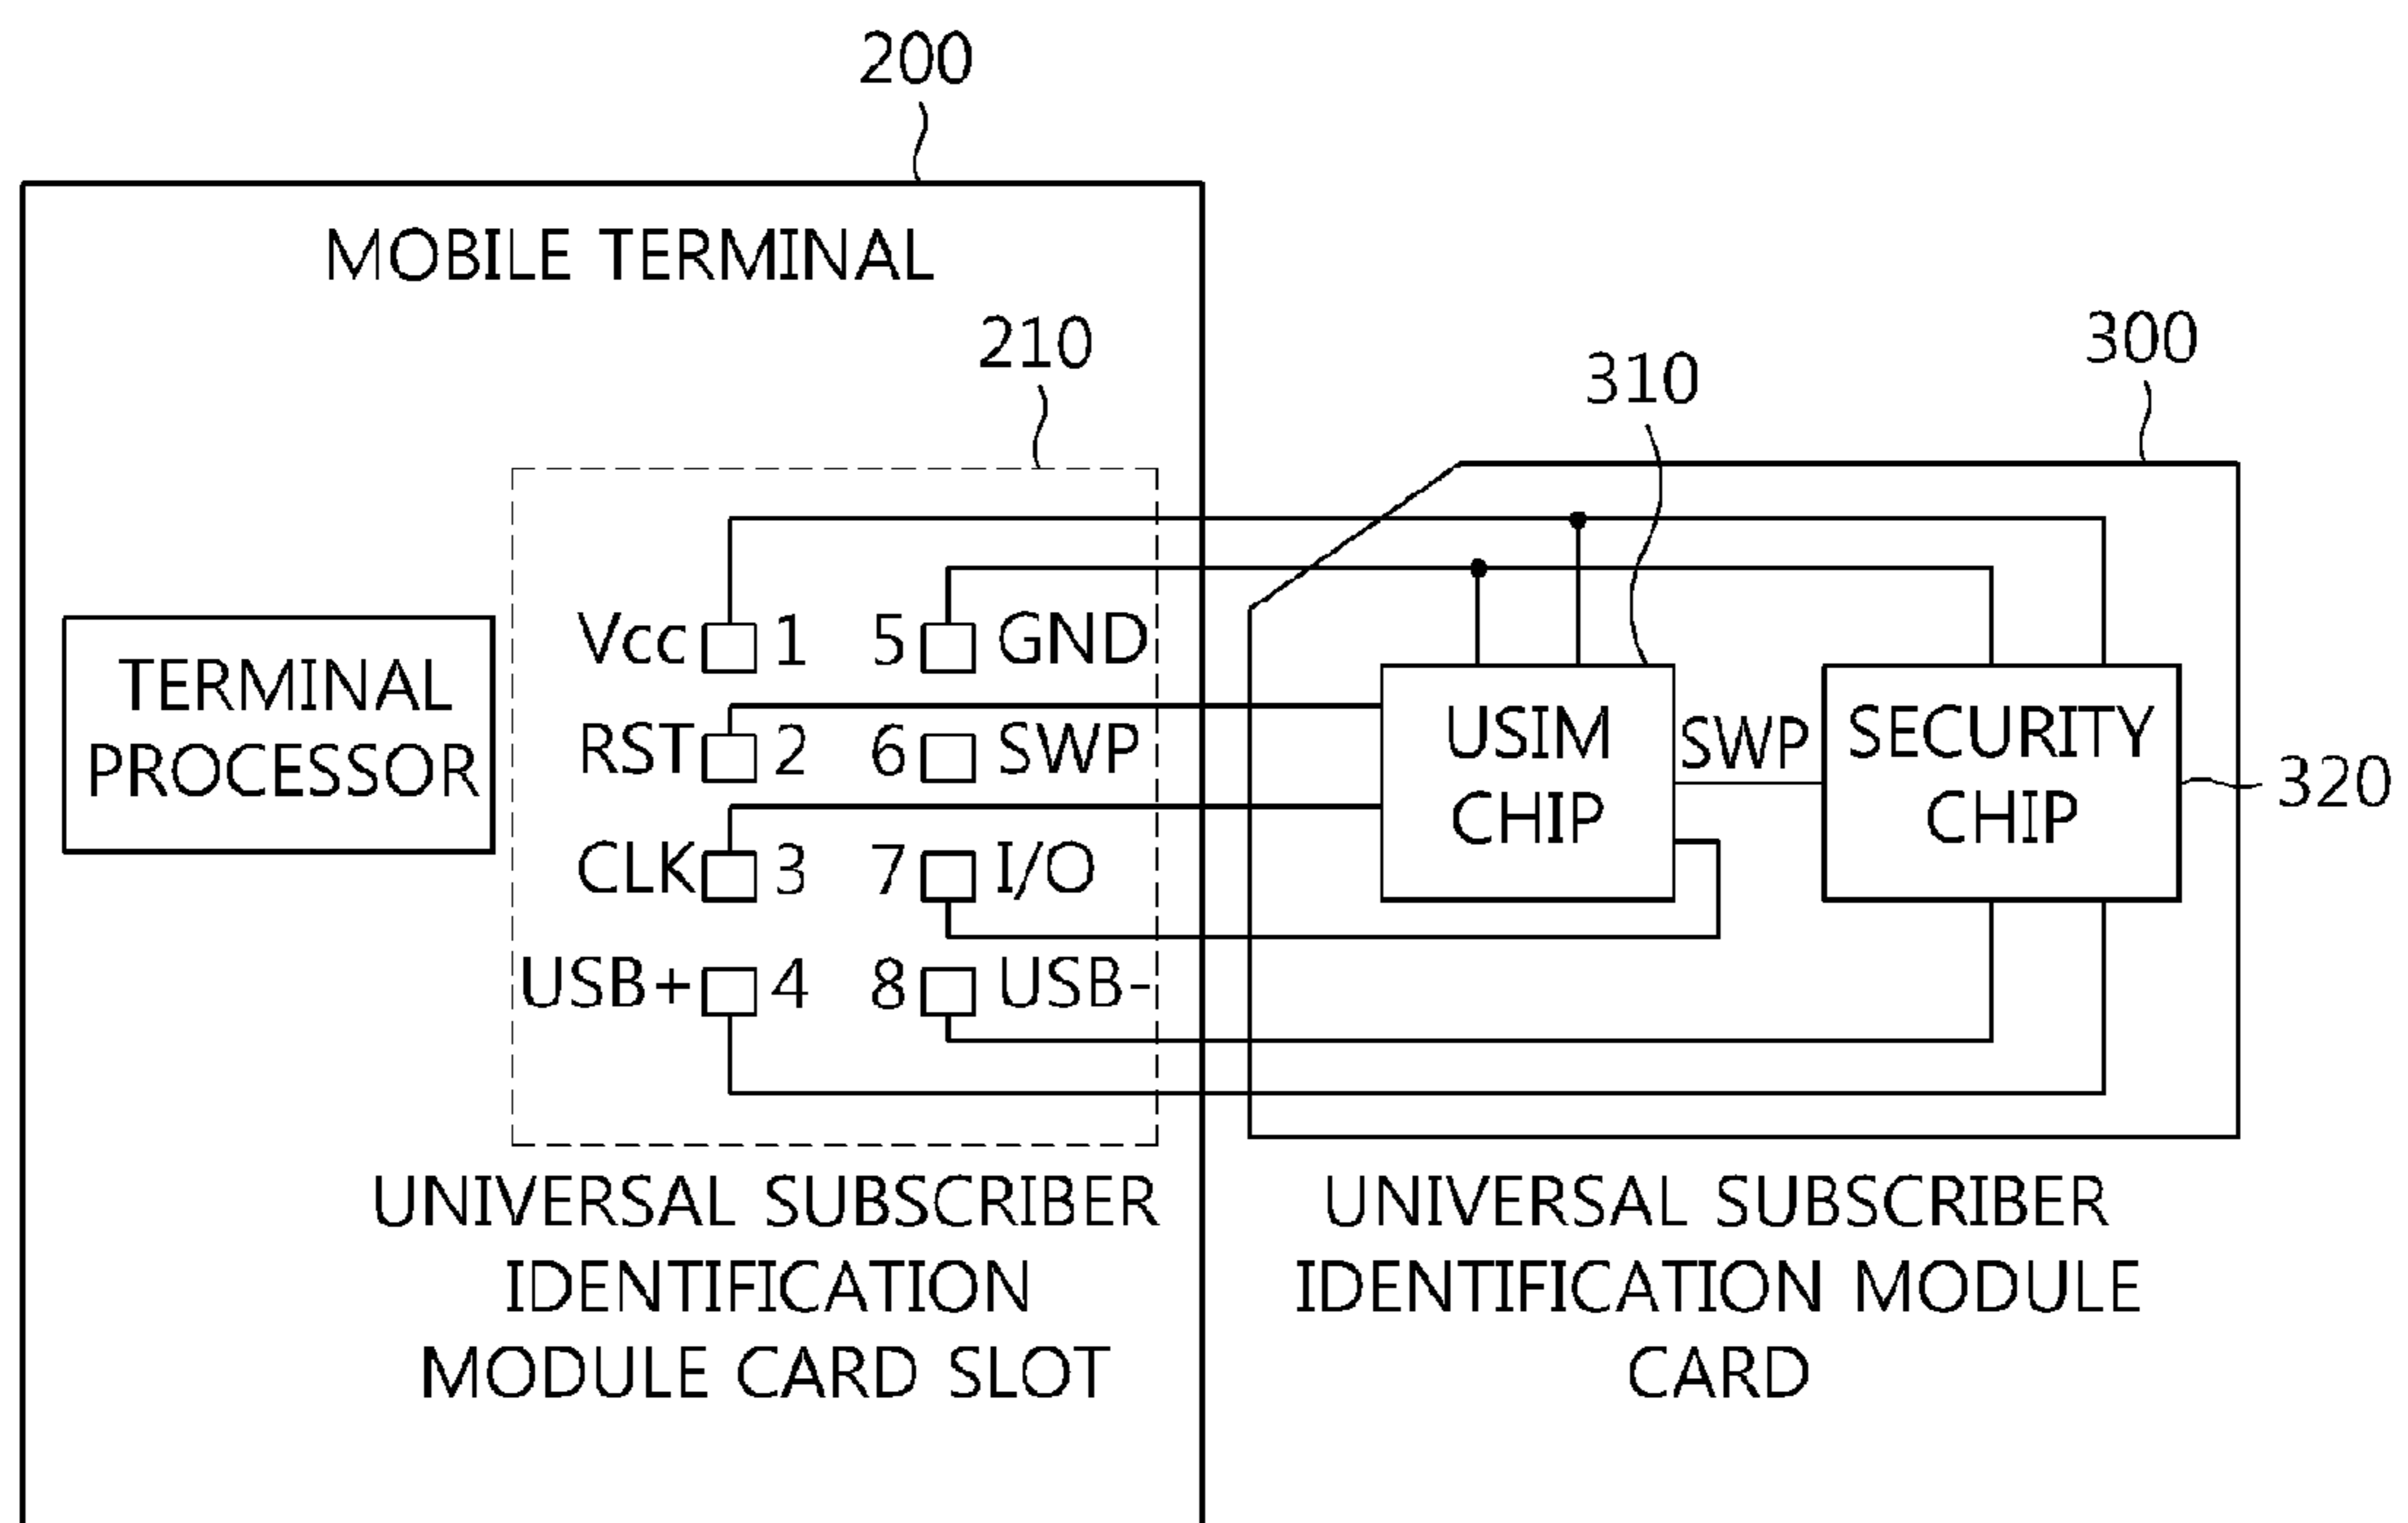 200
MOBILE TERMINAL
210
300
310
Vcc 1 5 GND
TERMINAL
PROCESSOR
RST 2 6 SWP
USIM
CHIP
SWP
SECURITY
CHIP
320
CLK 3 7 I/O
USB+ 4 8 USB-
UNIVERSAL SUBSCRIBER
IDENTIFICATION
MODULE CARD SLOT
UNIVERSAL SUBSCRIBER
IDENTIFICATION MODULE
CARD